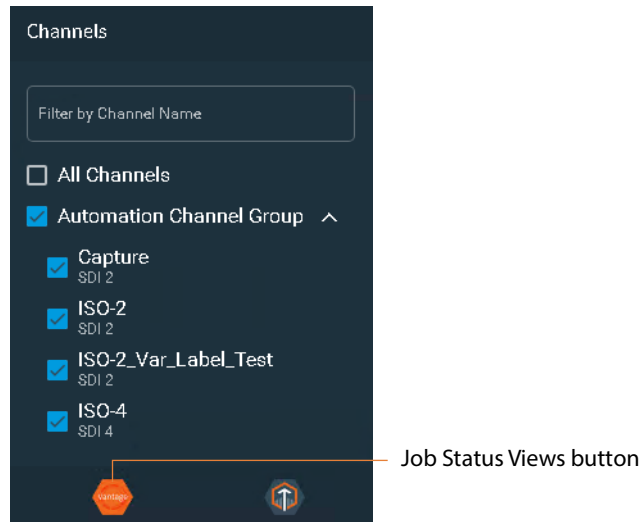 Channels
Filter by Channel Name
All Channels
Automation Channel Group
Capture
SDI 2
ISO-2
SDI 2
ISO-2_Var_Label_Test
SDI 2
ISO-4
SDI 4
Job Status Views button
Vantage